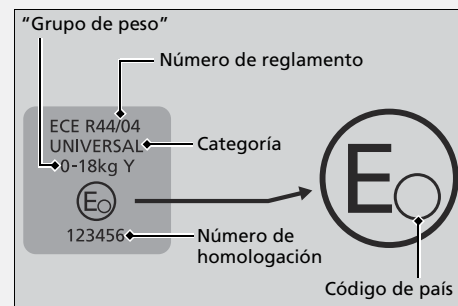 “Grupo de peso”
Número de reglamento
ECE R44/04
UNIVERSAL
Categoría
0-18kg Y
E
E
123456
Número de
homologación
Código de país